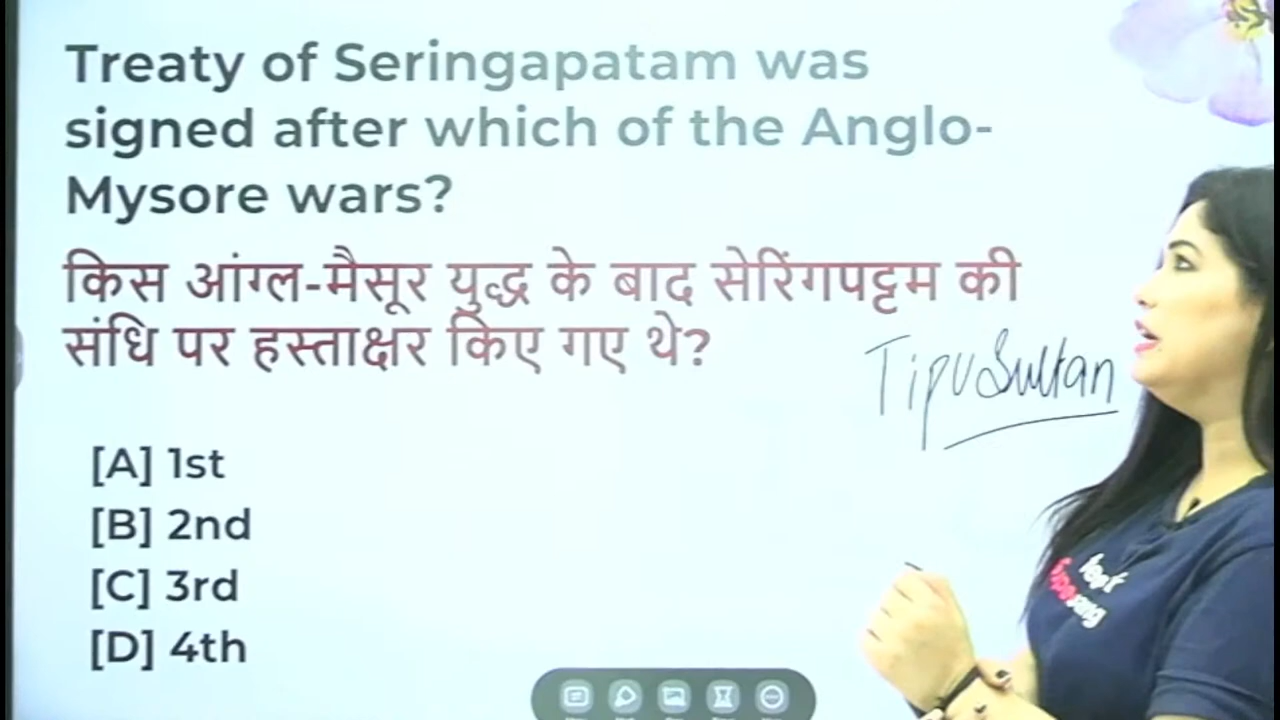 Treaty of Seringapatam was
signed after which of the Anglo-
Mysore wars?
किस आंग्ल-मैसूर युद्ध के बाद सेरिंगपट्टम की
संधि पर हस्ताक्षर किए गए थे?
Tipu Sultan
[A] 1st
[B] 2nd
[C] 3rd
[D] 4th